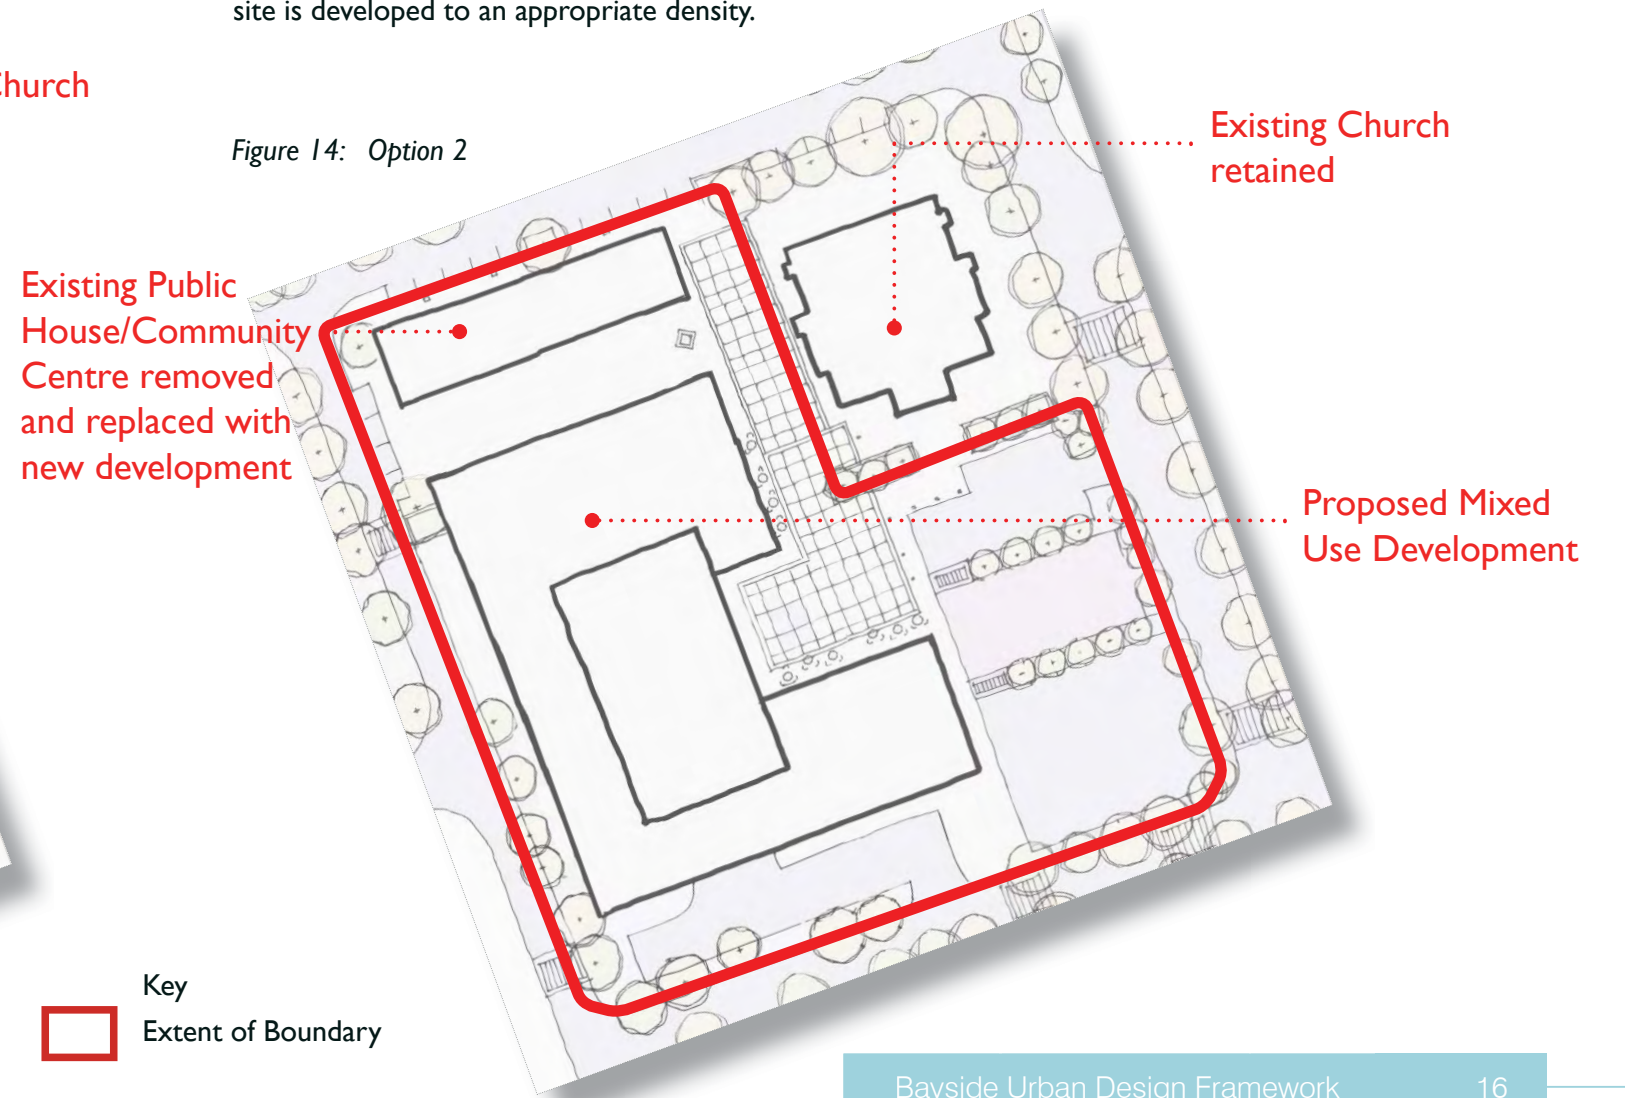 site is developed to an appropriate density.
Church
Figure 14: Option 2
Existing Church
retained
Existing Public
House/Community
Centre removed
and replaced with
new development
Proposed Mixed
Use Development
Key
Extent of Boundary
Bayside Urban Design Framework 16